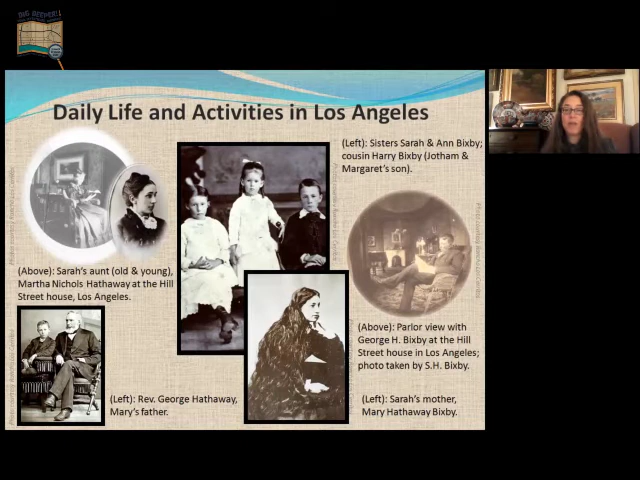 DIG DEEPER!!
Daily Life and Activities in Los Angeles
(Left): Sisters Sarah & Ann Bixby;
cousin Harry Bixby (Jotham &
Margaret's son).
(Above): Sarah's aunt (old & young),
Martha Nichols Hathaway at the Hill
Street house, Los Angeles.
(Above): Parlor view with
George H. Bixby at the Hill
Street house in Los Angeles;
photo taken by S.H. Bixby.
(Left): Rev. George Hathaway,
Mary's father.
(Left): Sarah's mother,
Mary Hathaway Bixby.